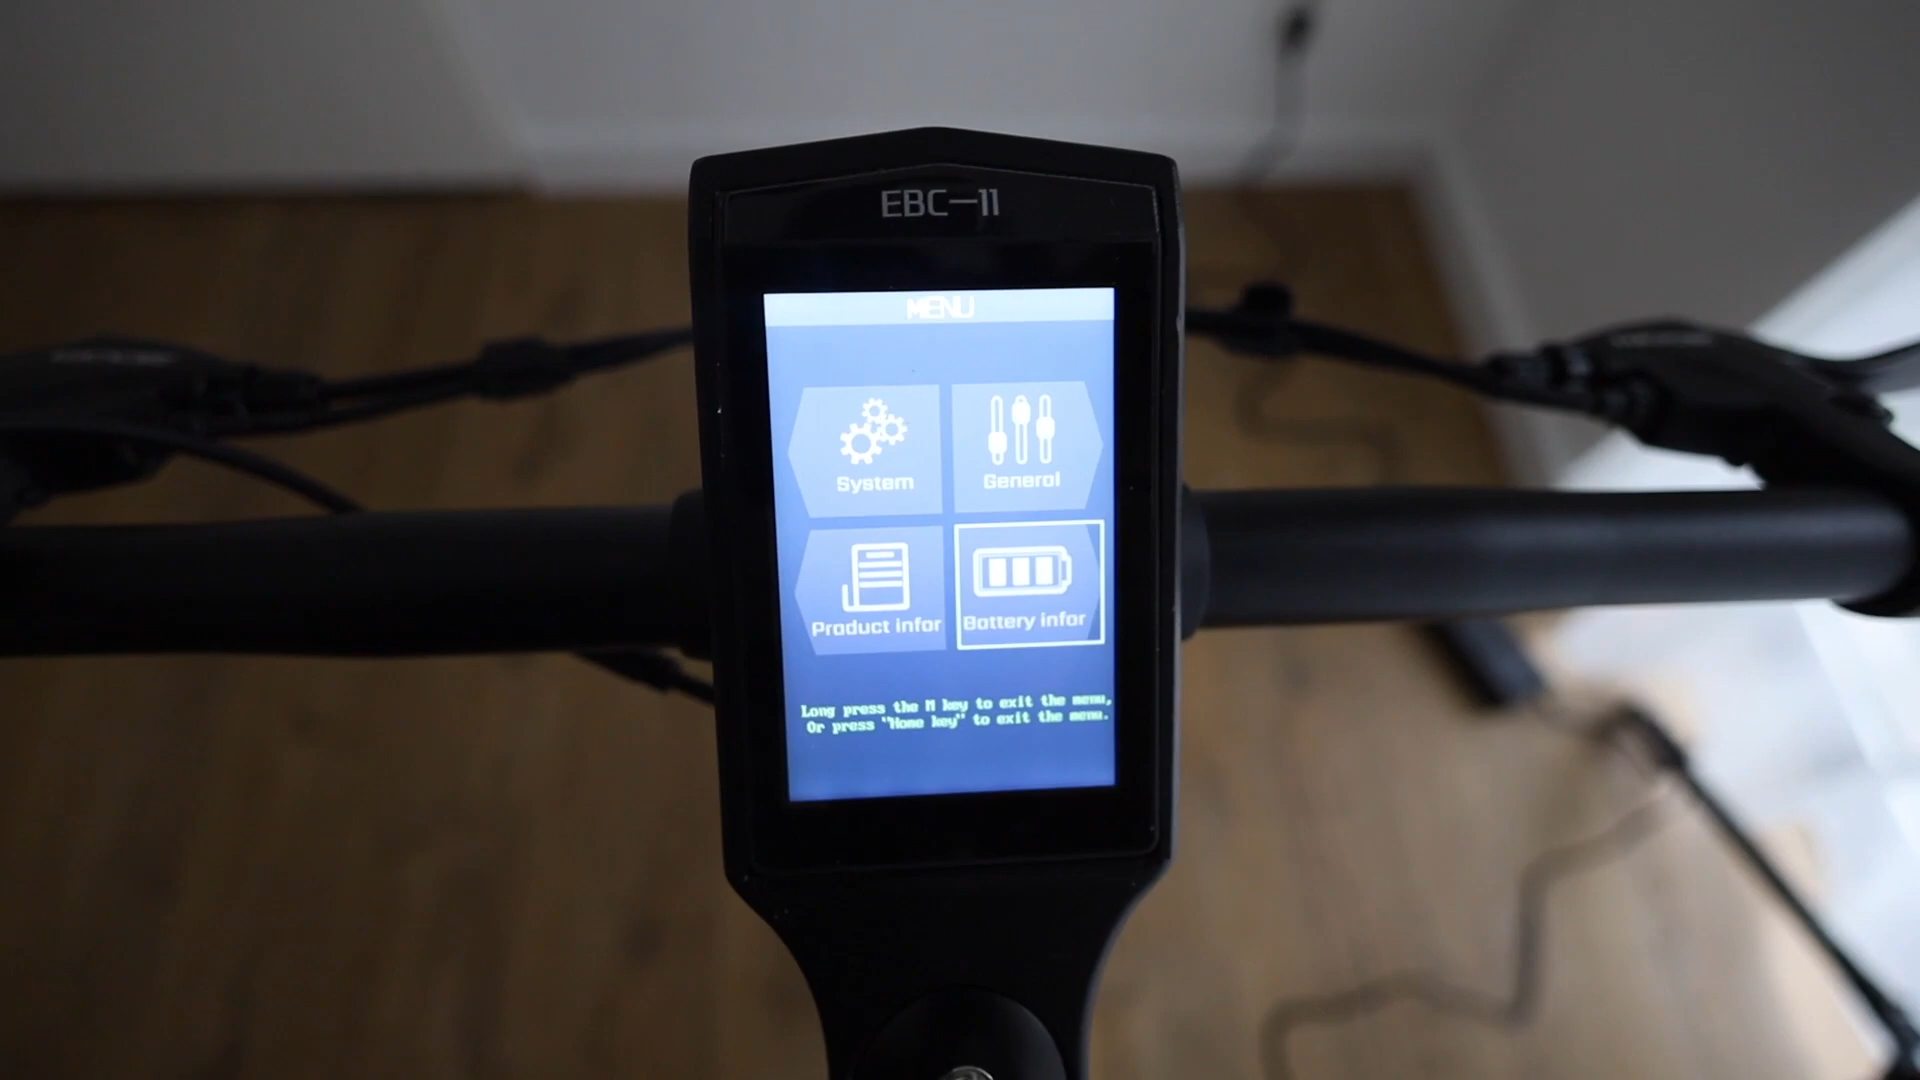 EBC-11
MENU
System
General
Product infor
Battery infor
Long press the M key to exit the menu,
Or press "Home key" to exit the menu.